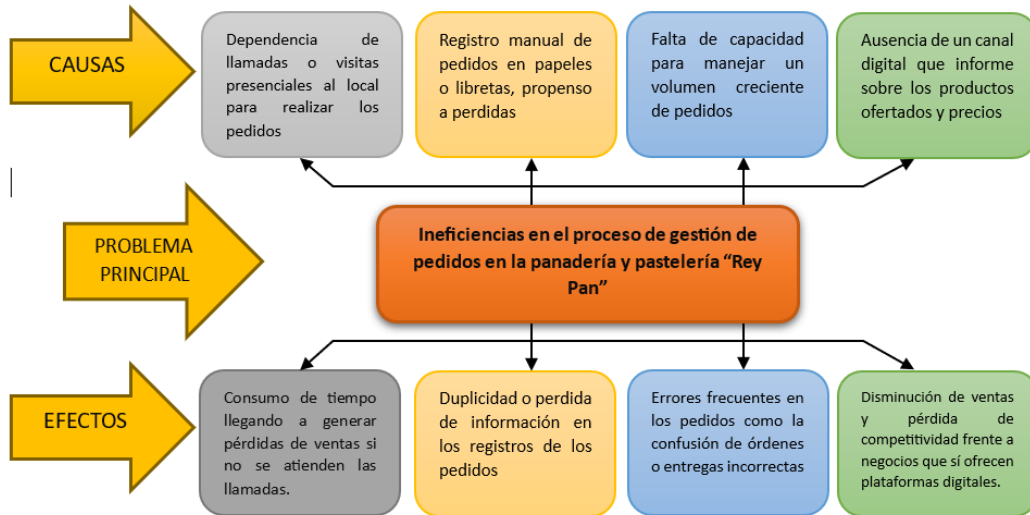 CAUSAS
Dependencia de
llamadas o visitas
presenciales al local
para realizar los
pedidos
Registro manual de
pedidos en papeles
o libretas, propenso
a perdidas
Falta de capacidad
para manejar un
volumen creciente
de pedidos
Ausencia de un canal
digital que informe
sobre los productos
ofertados y precios
PROBLEMA
PRINCIPAL
Ineficiencias en el proceso de gestión de
pedidos en la panadería y pastelería “Rey
Pan”
EFECTOS
Consumo de tiempo
llegando a generar
pérdidas de ventas si
no se atienden las
llamadas.
Duplicidad o perdida
de información en
los registros de los
pedidos
Errores frecuentes en
los pedidos como la
confusión de órdenes
o entregas incorrectas
Disminución de ventas
y pérdida de
competitividad frente a
negocios que sí ofrecen
plataformas digitales.